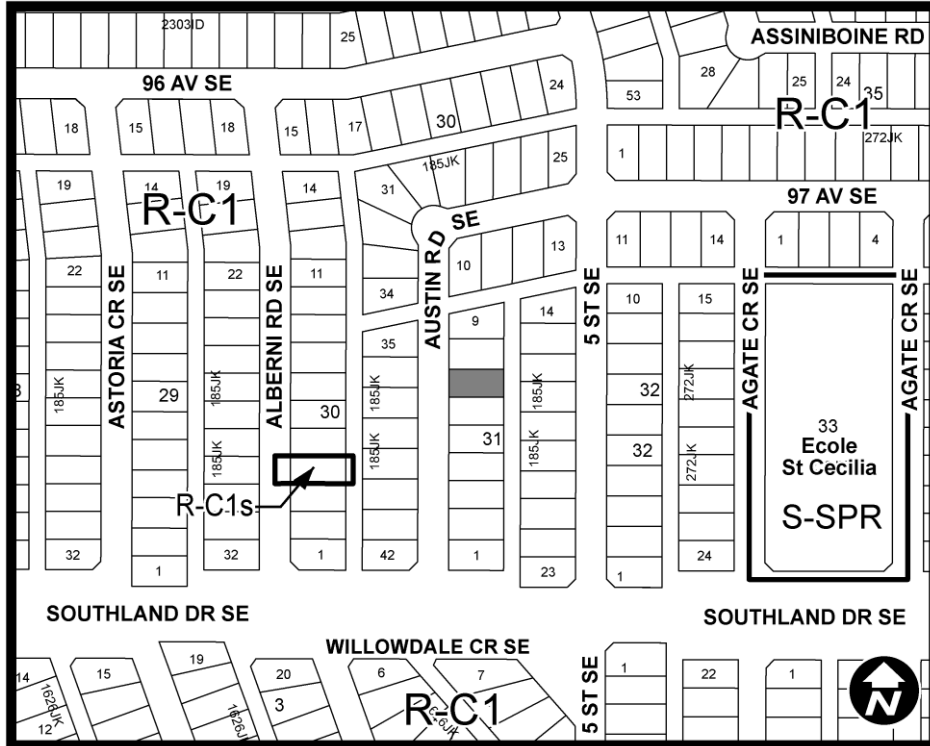 2303ID
25
ASSINIBOINE RD
96 AV SE
24
28
25
24
35
53
R-C1
18
15
18
15
17
30
272JK
185JK
25
1
19
14
19
14
31
97 AV SE
R-C1
SE
11
14
1
4
13
10
22
11
22
11
34
AUSTIN RD
9
14
10
15
5 ST SE
AGATE CR SE
AGATE CR SE
ASTORIA CR SE
ALBERNI RD SE
35
185JK
29
185JK
30
185JK
185JK
32
272JK
33
Ecole
St Cecilia
31
32
185JK
185JK
185JK
272JK
R-C1s
S-SPR
32
1
32
1
42
1
23
1
24
SOUTHLAND DR SE
SOUTHLAND DR SE
WILLOWDALE CR SE
14
15
19
20
6
7
5 ST SE
1
22
1
1626JK
3
1626JK
R-C1
12
N